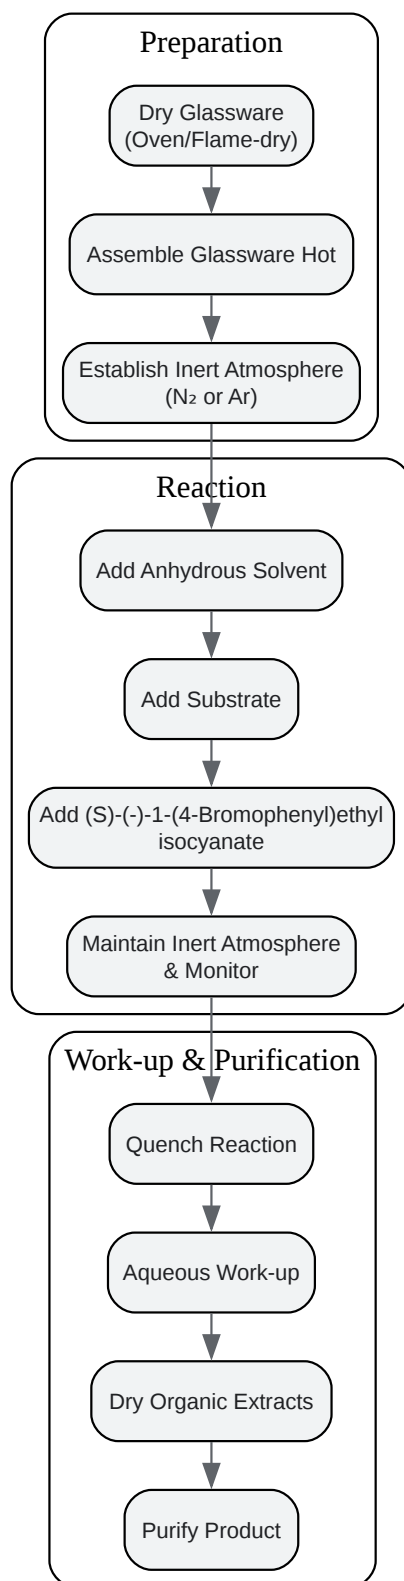 Preparation
Dry Glassware
(Oven/Flame-dry)
Assemble Glassware Hot
Establish Inert Atmosphere
(N₂ or Ar)
Reaction
Add Anhydrous Solvent
Add Substrate
Add (S)-(-)-1-(4-Bromophenyl)ethyl
isocyanate
Maintain Inert Atmosphere
& Monitor
Work-up & Purification
Quench Reaction
Aqueous Work-up
Dry Organic Extracts
Purify Product